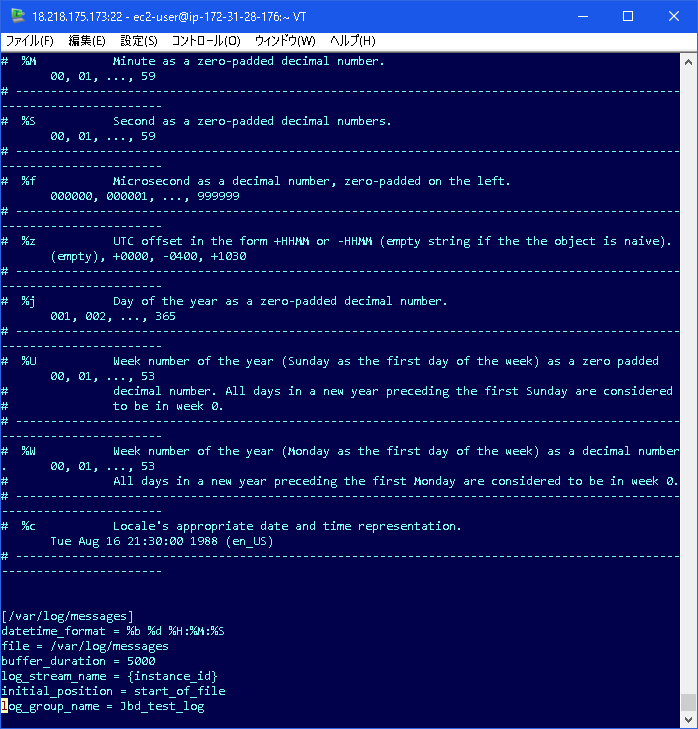 18.218.175.173:22 - ec2-user@ip-172-31-28-176:~ VT
ファイル(F) 編集(E) 設定(S) コントロール(O) ウィンドウ(W) ヘルプ(H)
#  %M           Minute as a zero-padded decimal number.
       00, 01, ..., 59
# -----------------------------------------------------------------------------------------------
-----------------------
#  %S           Second as a zero-padded decimal numbers.
       00, 01, ..., 59
# -----------------------------------------------------------------------------------------------
-----------------------
#  %f           Microsecond as a decimal number, zero-padded on the left.
       000000, 000001, ..., 999999
# -----------------------------------------------------------------------------------------------
-----------------------
#  %z           UTC offset in the form +HHMM or -HHMM (empty string if the the object is naive).
       (empty), +0000, -0400, +1030
# -----------------------------------------------------------------------------------------------
-----------------------
#  %j           Day of the year as a zero-padded decimal number.
       001, 002, ..., 365
# -----------------------------------------------------------------------------------------------
-----------------------
#  %U           Week number of the year (Sunday as the first day of the week) as a zero padded
       00, 01, ..., 53
#               decimal number. All days in a new year preceding the first Sunday are considered
#               to be in week 0.
# -----------------------------------------------------------------------------------------------
-----------------------
#  %W           Week number of the year (Monday as the first day of the week) as a decimal number
.      00, 01, ..., 53
#               All days in a new year preceding the first Monday are considered to be in week 0.
# -----------------------------------------------------------------------------------------------
-----------------------
#  %c           Locale's appropriate date and time representation.
       Tue Aug 16 21:30:00 1988 (en_US)
# -----------------------------------------------------------------------------------------------
-----------------------
[/var/log/messages]
datetime_format = %b %d %H:%M:%S
file = /var/log/messages
buffer_duration = 5000
log_stream_name = {instance_id}
initial_position = start_of_file
log_group_name = Jbd_test_log